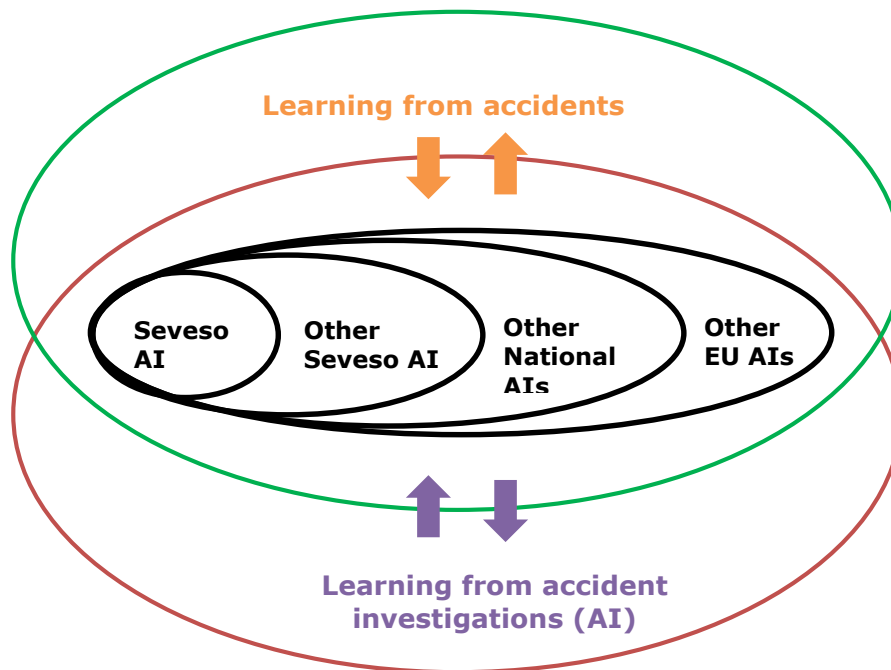 Learning from accidents
Seveso
AI
Other
Seveso AI
Other
National
AIs
Other
EU AIs
Learning from accident
investigations (AI)